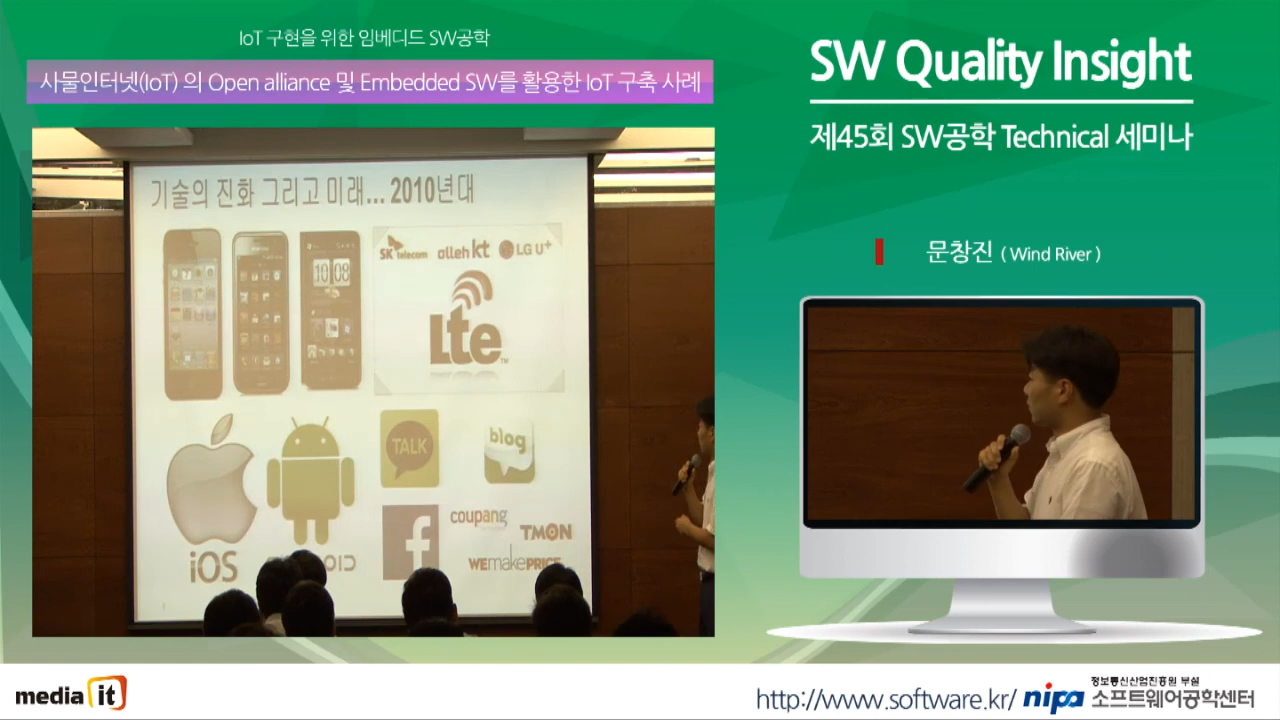 IoT 구현을 위한 임베디드 SW공학
사물인터넷(IoT) 의 Open alliance 및 Embedded SW를 활용한 IoT 구축 사례
SW Quality Insight
제45회 SW공학 Technical 세미나
문창진 ( Wind River )
기술의 진화 그리고 미래... 2010년대
SK telecom olleh kt LG U+
10 08
Lte TM
TALK
blog
f
coupang
TMON
WEmakePRICE
iOS
media it
http://www.software.kr/
nipa
정보통신산업진흥원 부설
소프트웨어공학센터